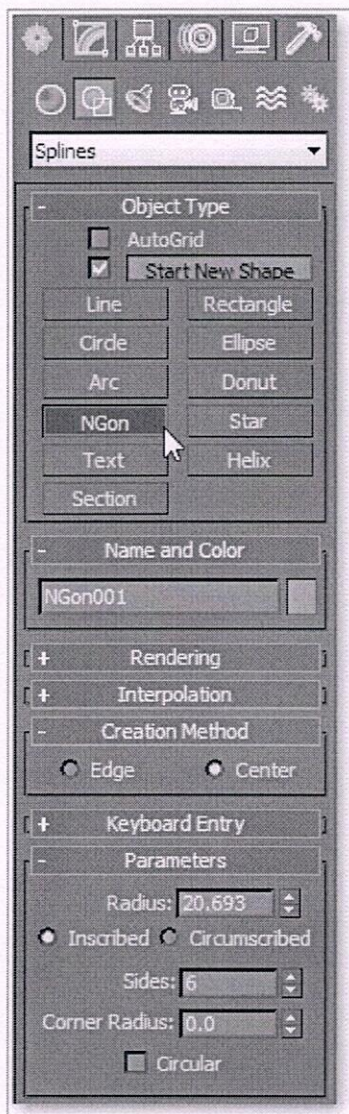 Splines
- Object Type
AutoGrid
Start New Shape
Line Rectangle
Circle Ellipse
Arc Donut
NGon Star
Text Helix
Section
- Name and Color
NGon001
+ Rendering
+ Interpolation
- Creation Method
Edge Center
+ Keyboard Entry
- Parameters
Radius: 20.693
Inscribed Circumscribed
Sides: 6
Corner Radius: 0.0
Circular